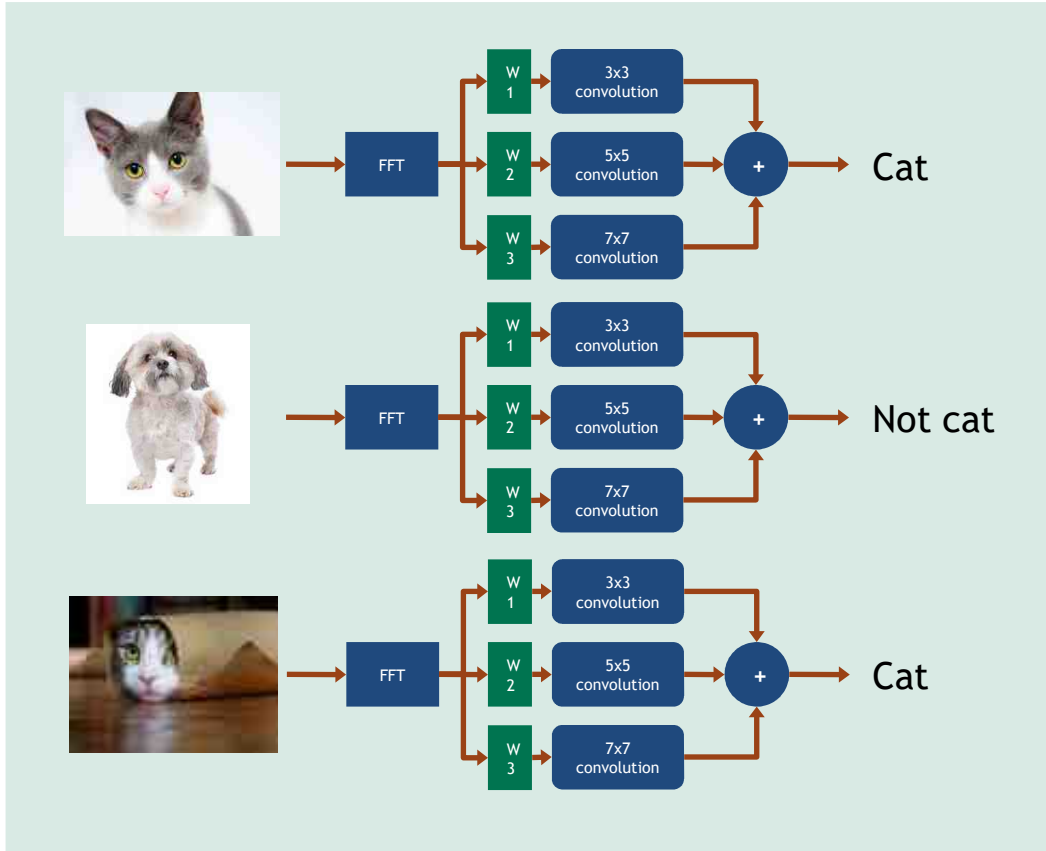 W
1
3x3
convolution
FFT
W
2
5x5
convolution
+
Cat
W
3
7x7
convolution
W
1
3x3
convolution
FFT
W
2
5x5
convolution
+
Not cat
W
3
7x7
convolution
W
1
3x3
convolution
FFT
W
2
5x5
convolution
+
Cat
W
3
7x7
convolution